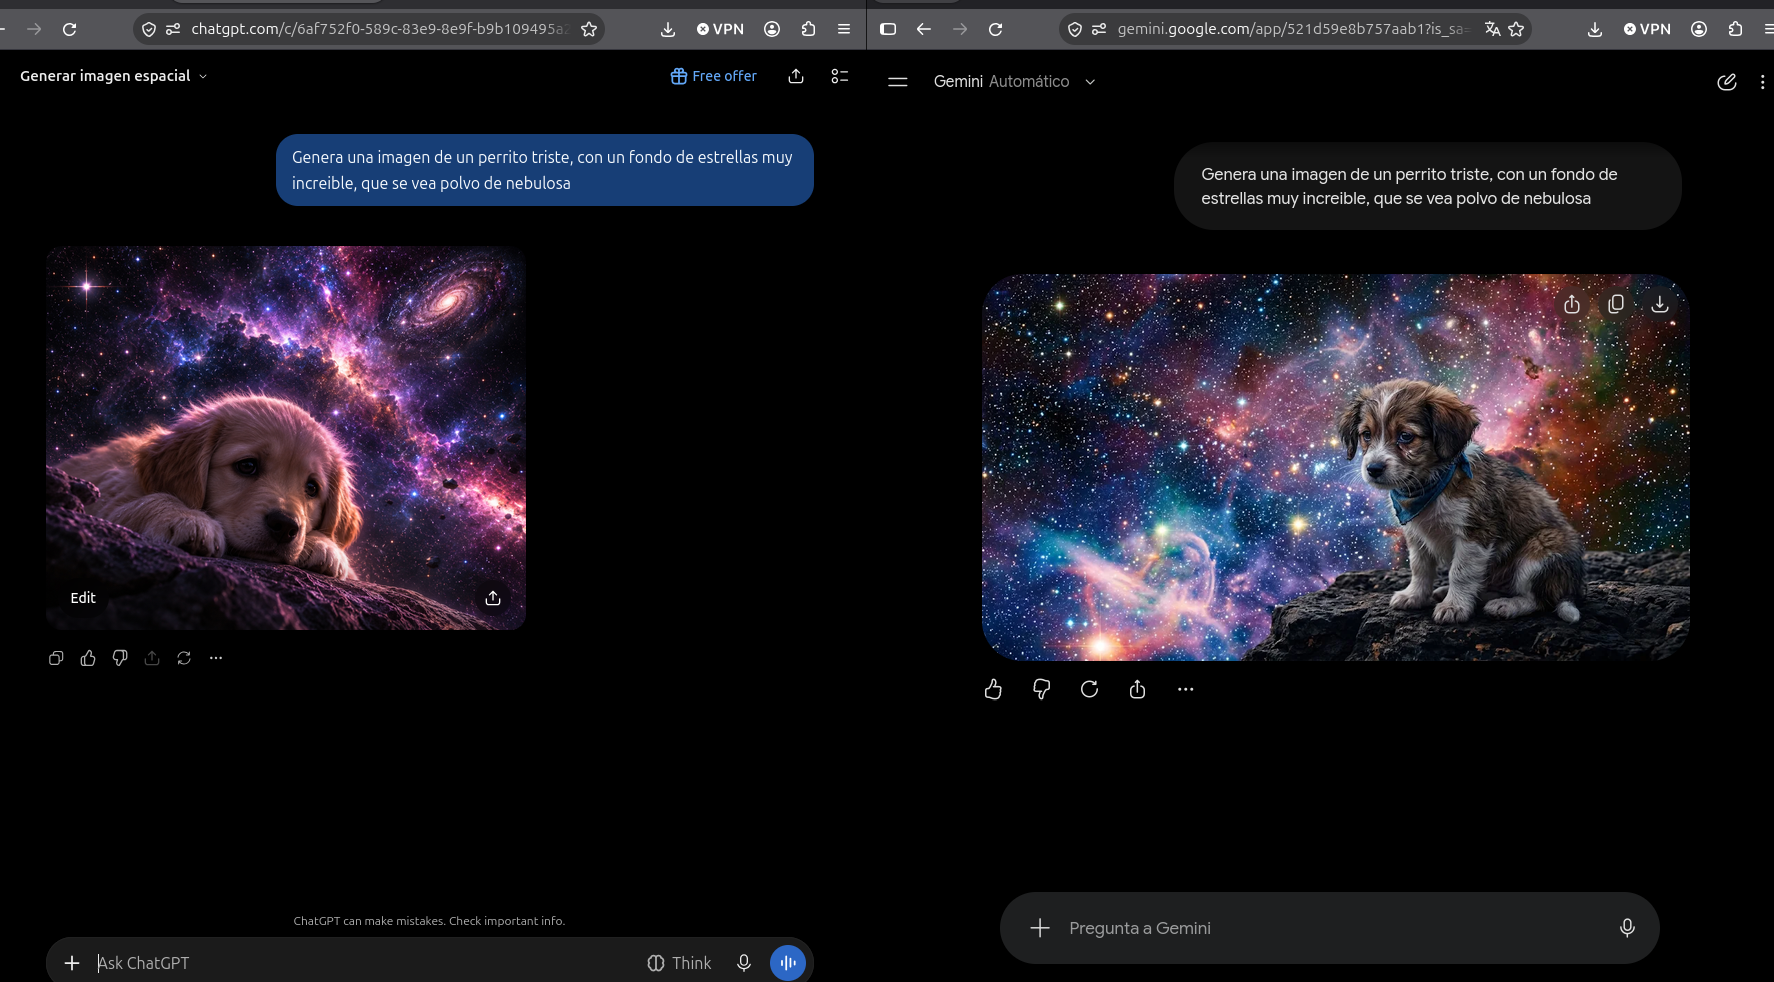 chatgpt.com/c/6af752f0-589c-83e9-8e9f-b9b109495a2
VPN
Generar imagen espacial
Free offer
Genera una imagen de un perrito triste, con un fondo de estrellas muy
increible, que se vea polvo de nebulosa
Edit
ChatGPT can make mistakes. Check important info.
Ask ChatGPT
Think
gemini.google.com/app/521d59e8b757aab1?is_sa=
VPN
Gemini Automático
Genera una imagen de un perrito triste, con un fondo de
estrellas muy increible, que se vea polvo de nebulosa
Pregunta a Gemini